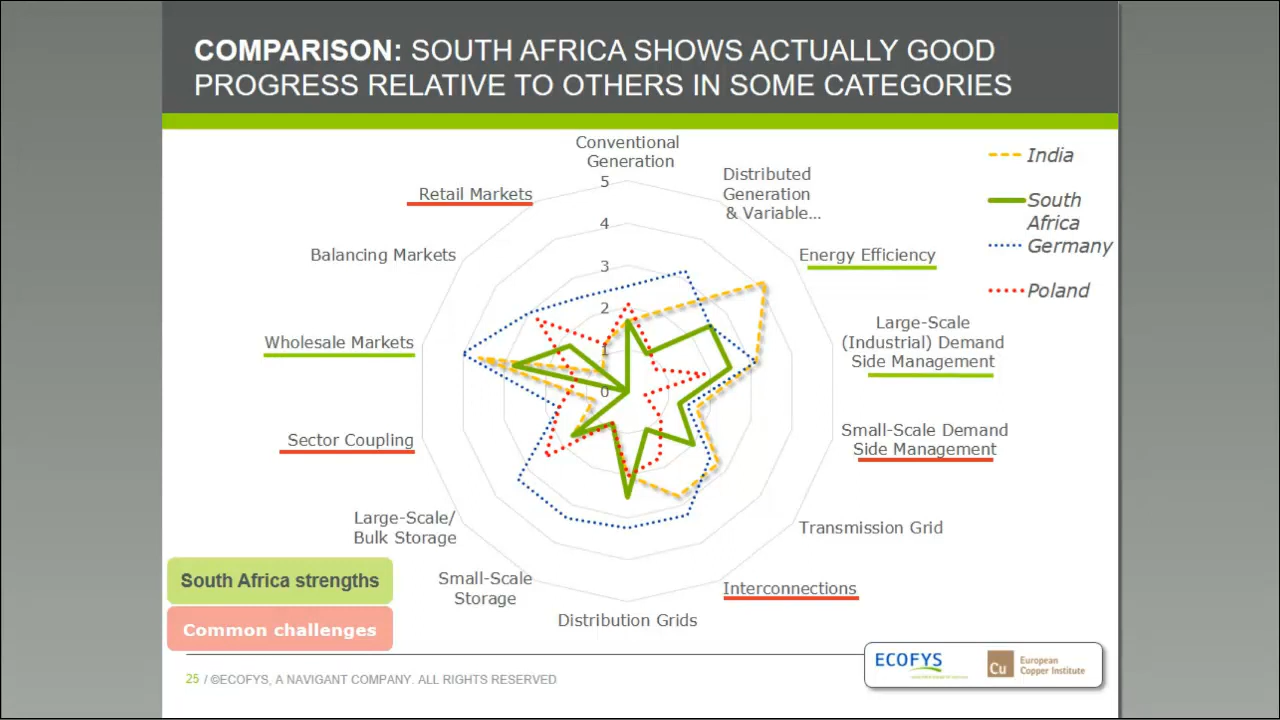 COMPARISON: SOUTH AFRICA SHOWS ACTUALLY GOOD
PROGRESS RELATIVE TO OTHERS IN SOME CATEGORIES
Conventional
Generation
Distributed
Generation
& Variable...
Energy Efficiency
Large-Scale
(Industrial) Demand
Side Management
Small-Scale Demand
Side Management
Transmission Grid
Interconnections
Distribution Grids
Small-Scale
Storage
Large-Scale/
Bulk Storage
Sector Coupling
Wholesale Markets
Balancing Markets
Retail Markets
5
4
3
2
1
0
India
South
Africa
Germany
Poland
South Africa strengths
Common challenges
25 / ©ECOFYS, A NAVIGANT COMPANY. ALL RIGHTS RESERVED
ECOFYS
Cu
European
Copper Institute